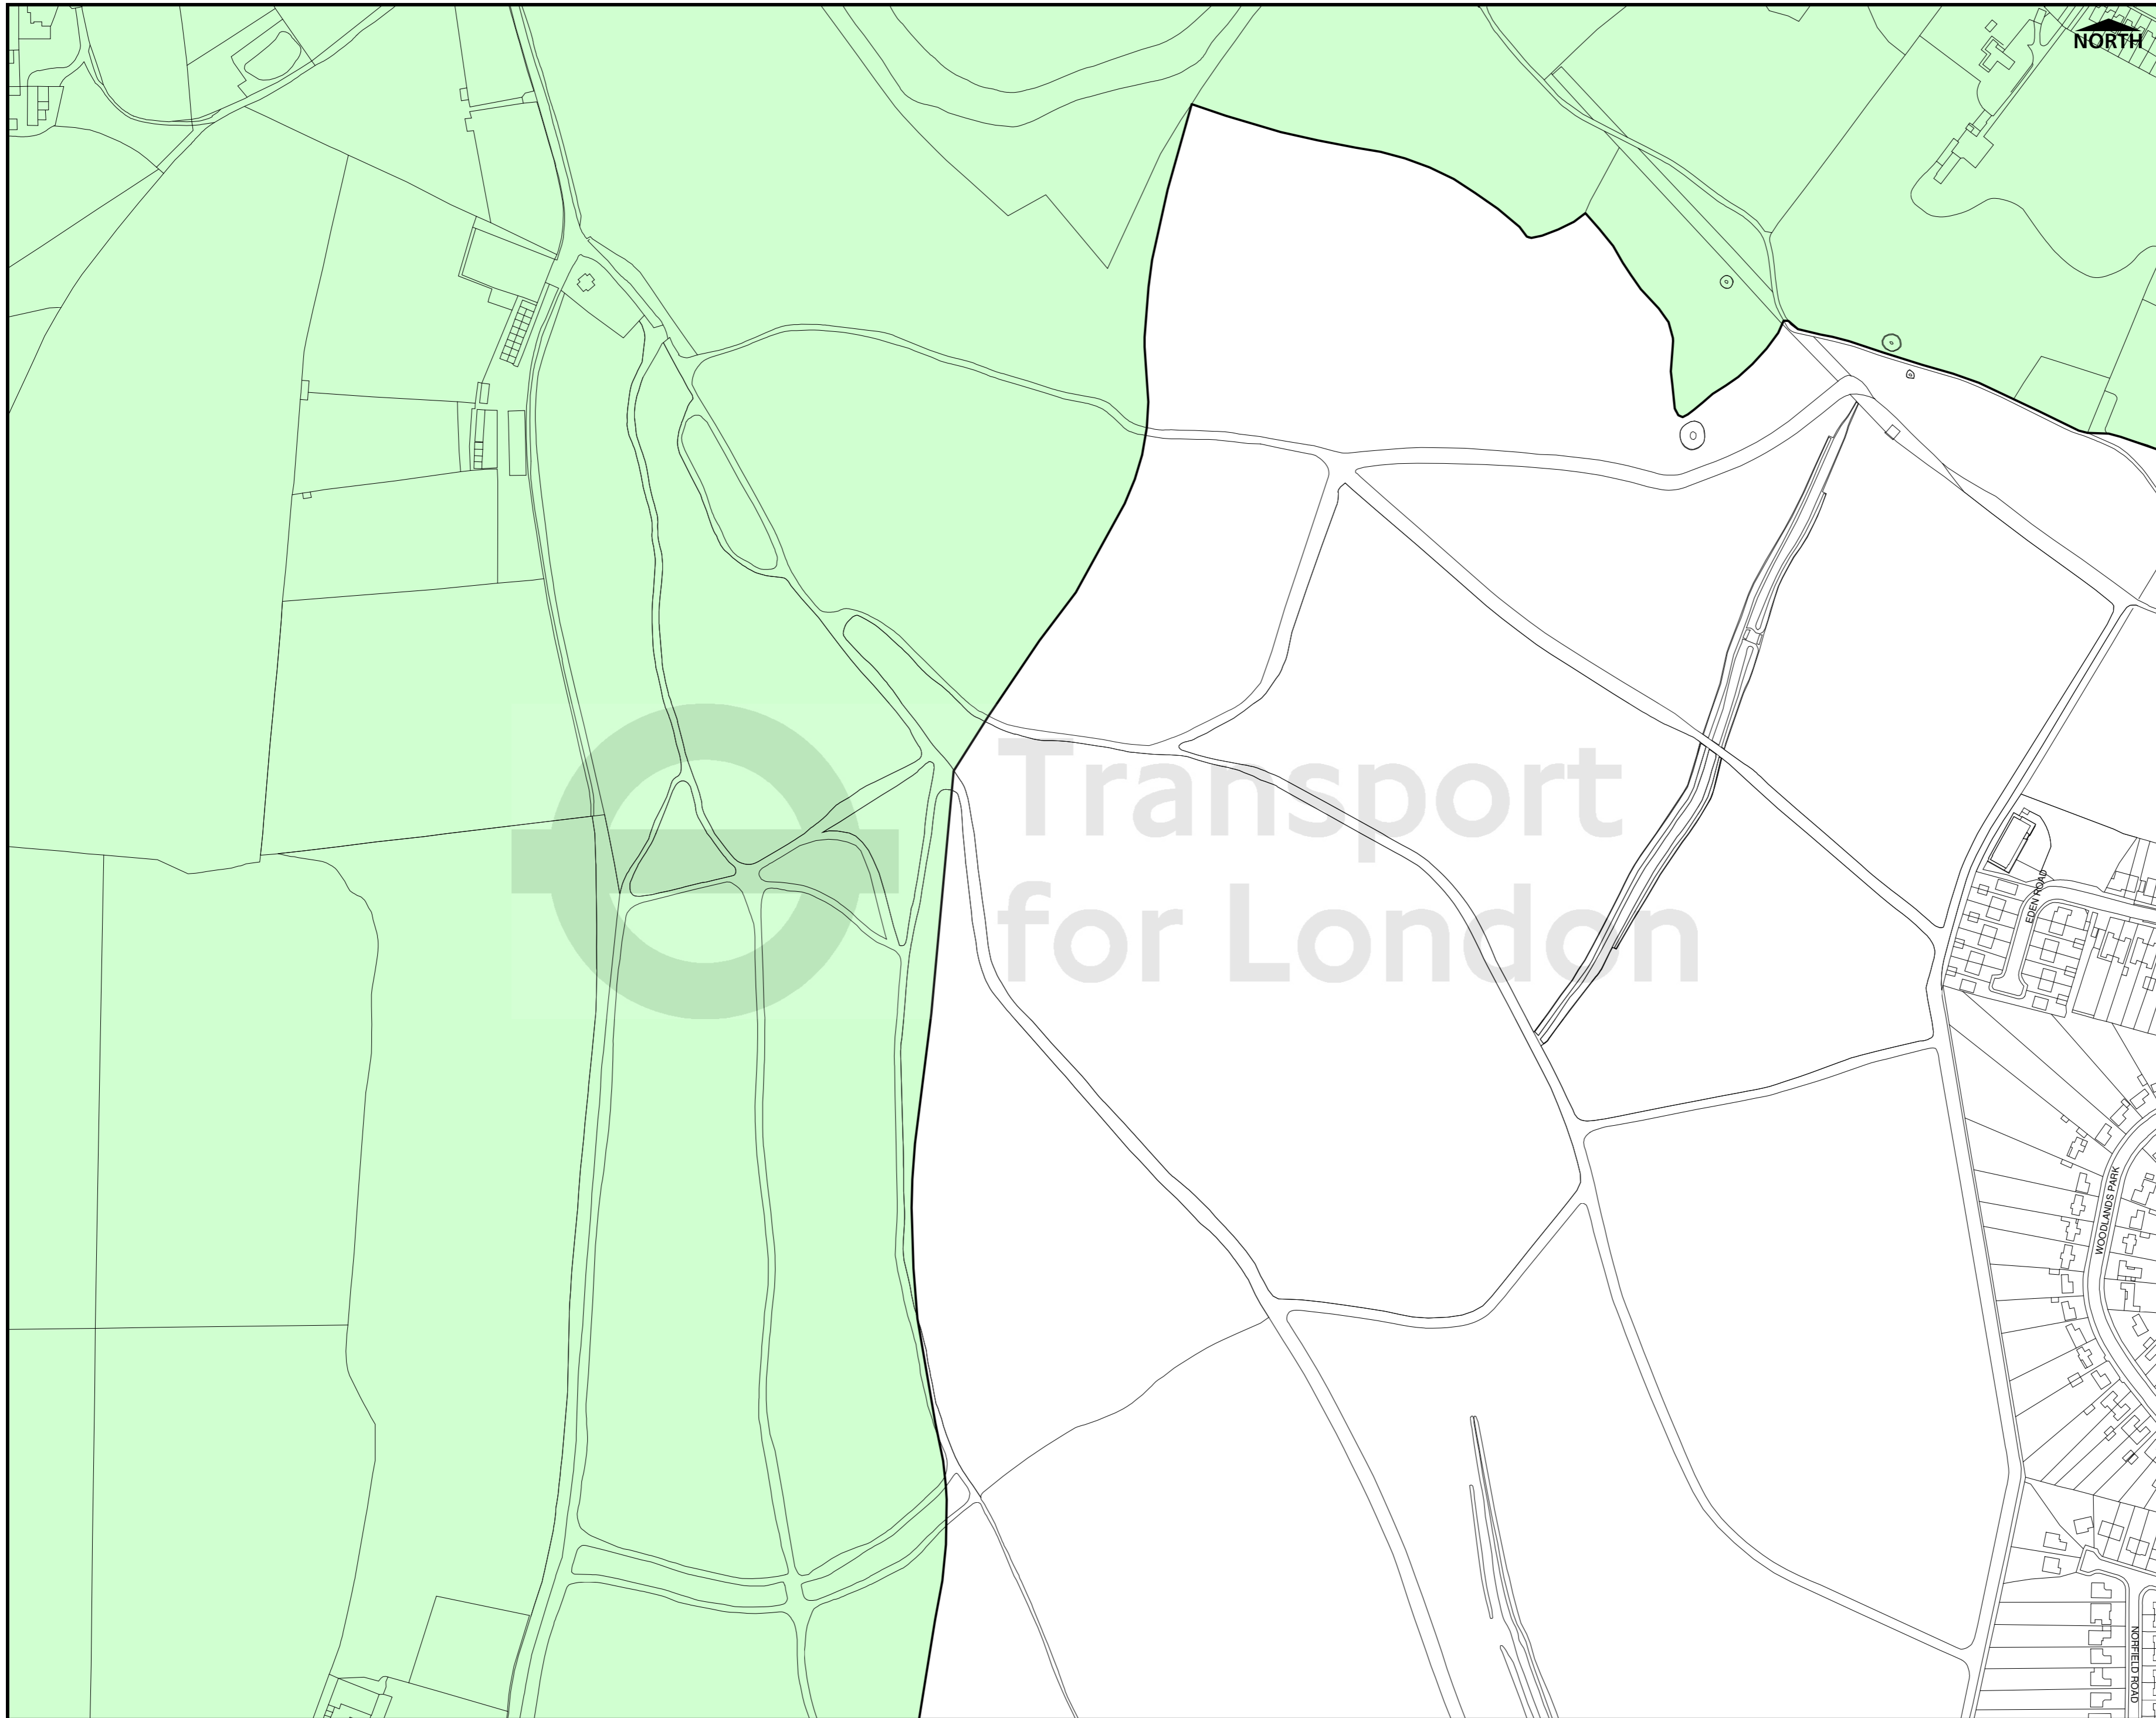 NORTH
Transport
for London
EDEN ROAD
WOODLANDS PARK
NORFIELD ROAD